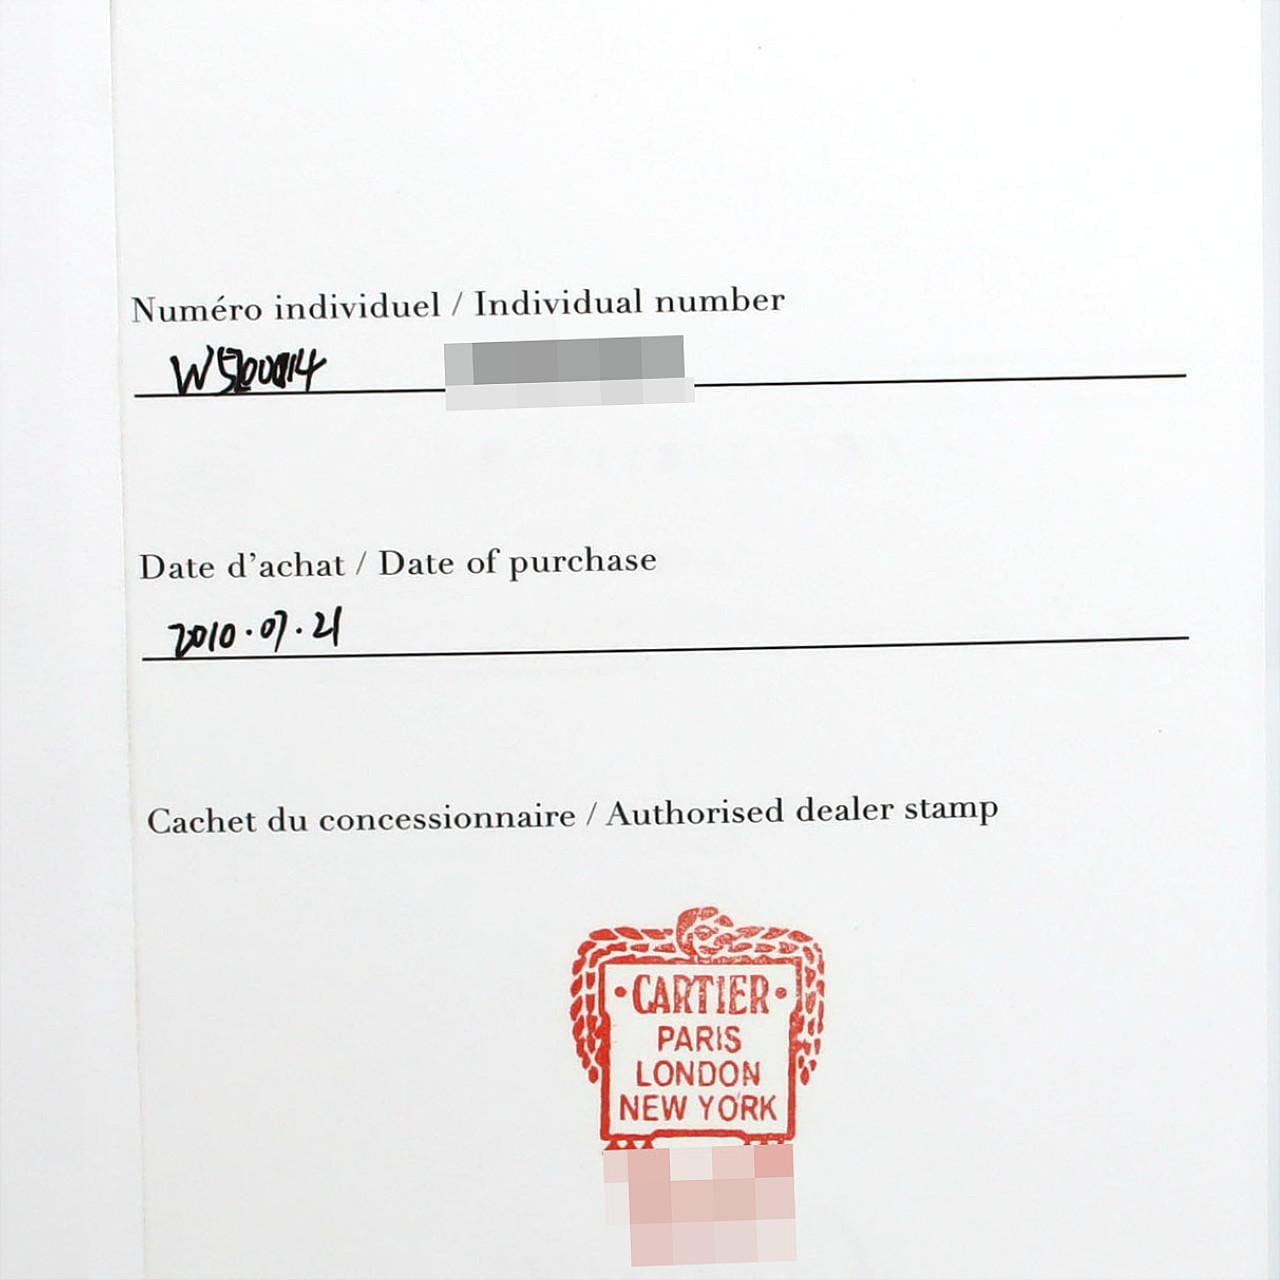 Numéro individuel / Individual number
W5200014
Date d'achat / Date of purchase
2010.07.21
Cachet du concessionnaire / Authorised dealer stamp
·CARTIER·
PARIS
LONDON
NEW YORK